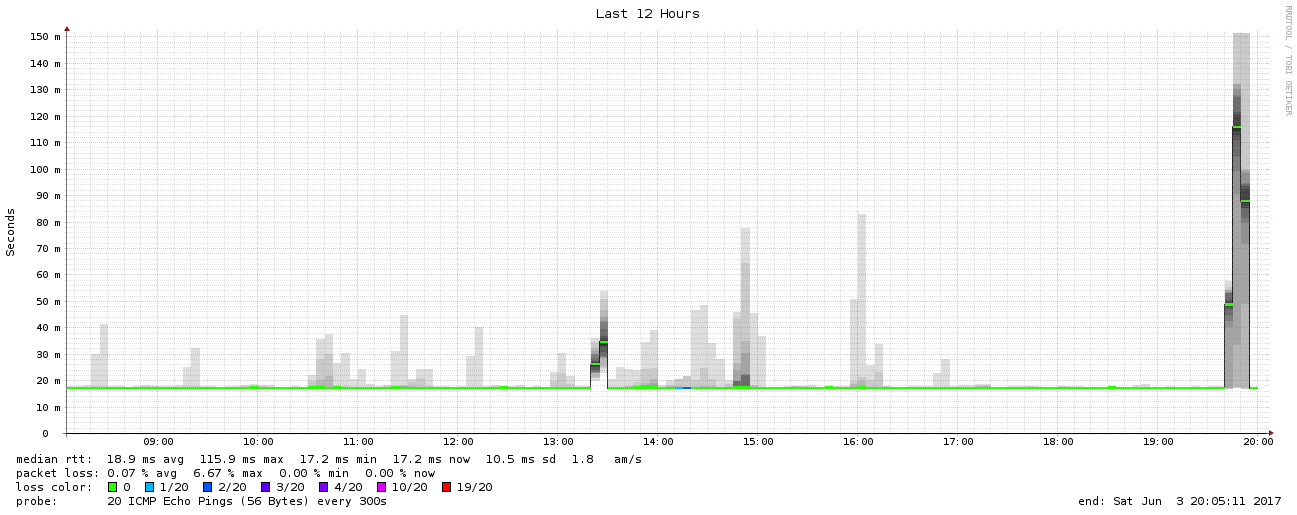 Last 12 Hours
RRDTOOL / TOBI OETIKER
Seconds
150 m
140 m
130 m
120 m
110 m
100 m
90 m
80 m
70 m
60 m
50 m
40 m
30 m
20 m
10 m
0
09:00 10:00 11:00 12:00 13:00 14:00 15:00 16:00 17:00 18:00 19:00 20:00
median rtt: 18.9 ms avg 115.9 ms max 17.2 ms min 17.2 ms now 10.5 ms sd 1.8 am/s
packet loss: 0.07 % avg 6.67 % max 0.00 % min 0.00 % now
loss color: 0 1/20 2/20 3/20 4/20 10/20 19/20
probe: 20 ICMP Echo Pings (56 Bytes) every 300s end: Sat Jun 3 20:05:11 2017